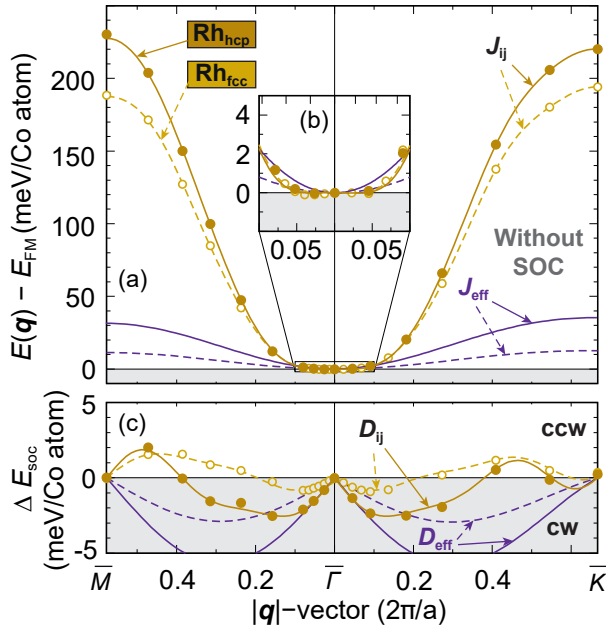 E(q) − E_FM (meV/Co atom)
200
150
100
50
0
Rh_hcp
Rh_fcc
J_ij
(b)
4
2
0
0.05
0.05
(a)
Without
SOC
J_eff
Δ E_soc
(meV/Co atom)
5
0
-5
(c)
D_ij
ccw
D_eff
cw
M̅
0.4
0.2
Γ̅
0.2
0.4
K̅
|q|−vector (2π/a)